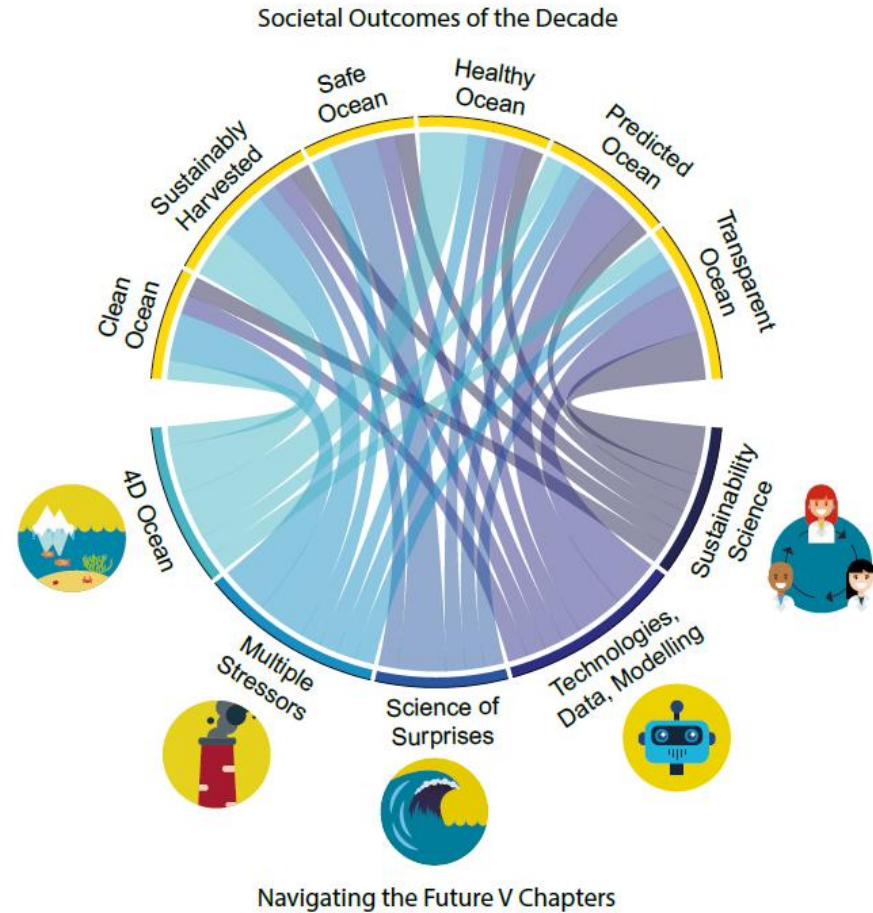 Societal Outcomes of the Decade
Clean
Ocean
Sustainably
Harvested
Safe
Ocean
Healthy
Ocean
Predicted
Ocean
Transparent
Ocean
4D Ocean
Multiple
Stressors
Science of
Surprises
Technologies,
Data, Modelling
Sustainability
Science
Navigating the Future V Chapters